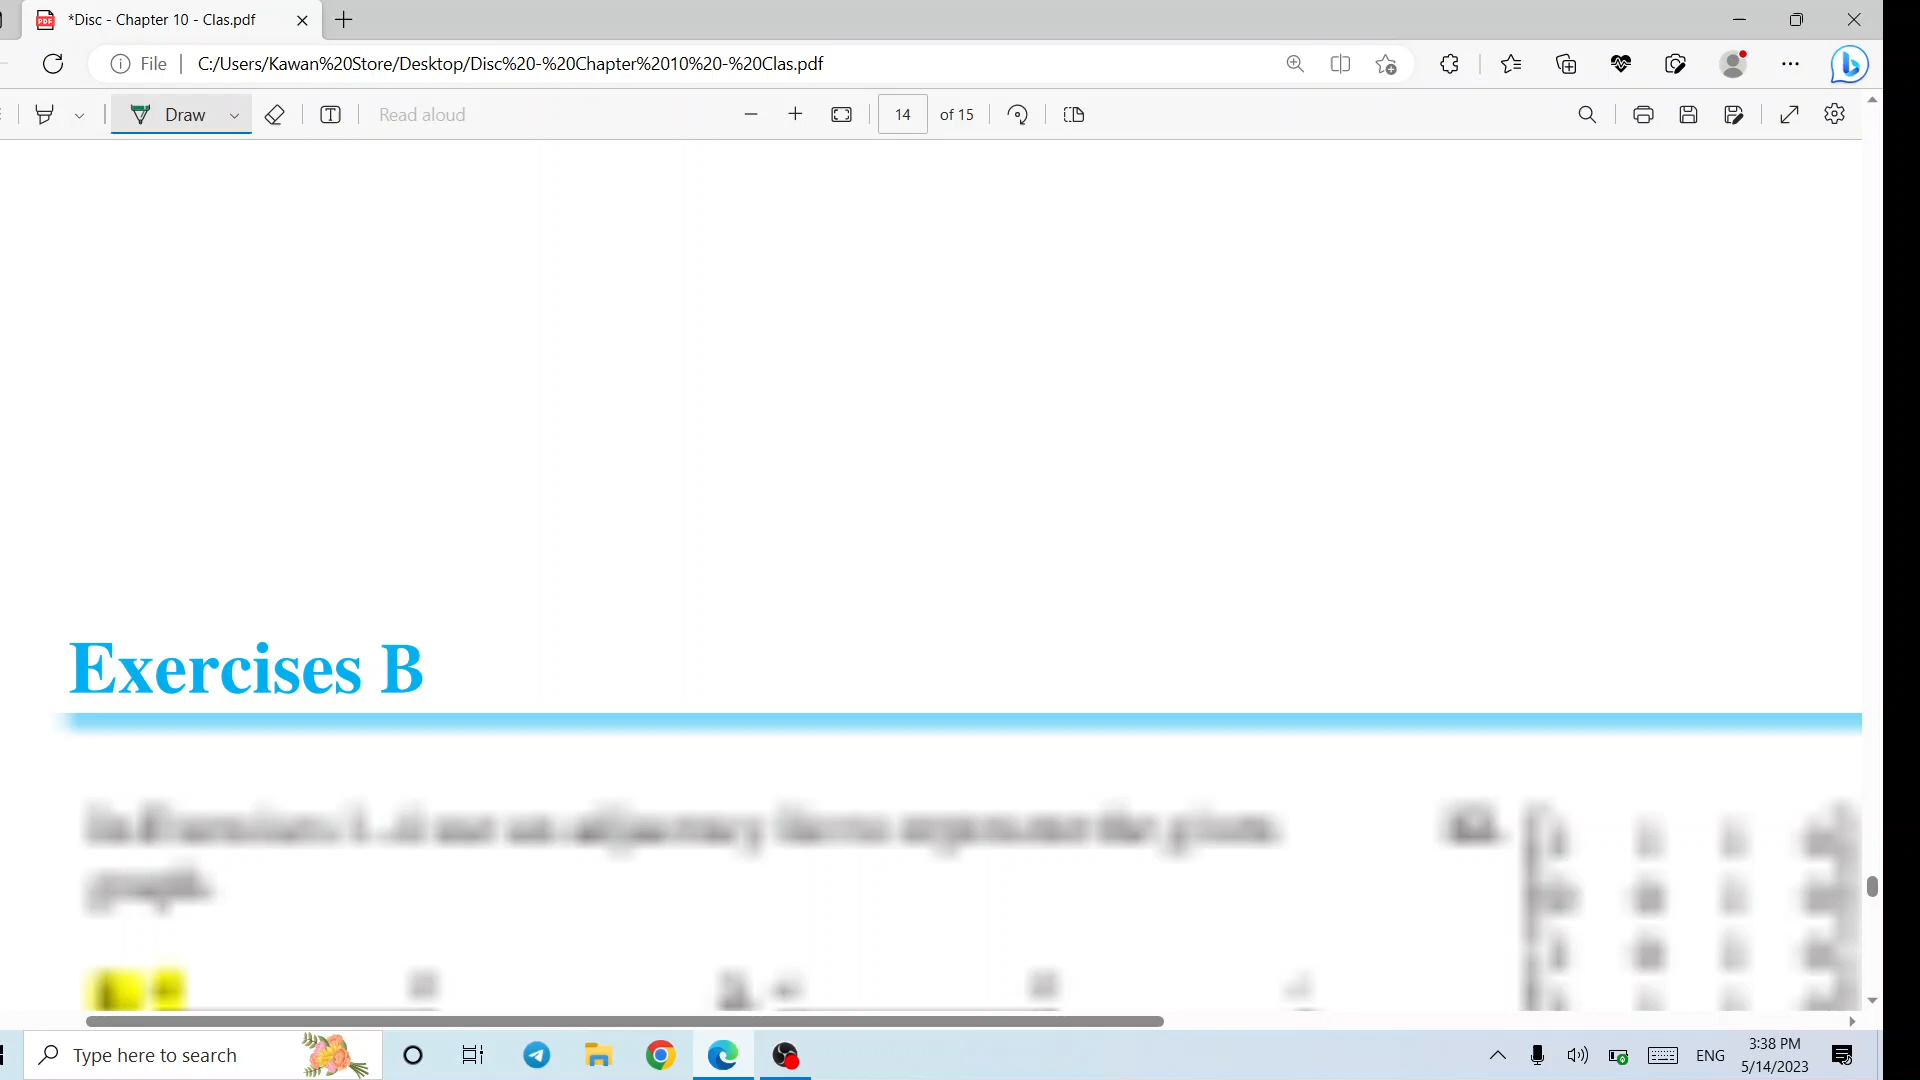 *Disc - Chapter 10 - Clas.pdf
File
C:/Users/Kawan%20Store/Desktop/Disc%20-%20Chapter%2010%20-%20Clas.pdf
Draw
Read aloud
14 of 15
Exercises B
graph.
Type here to search
ENG
3:38 PM
5/14/2023